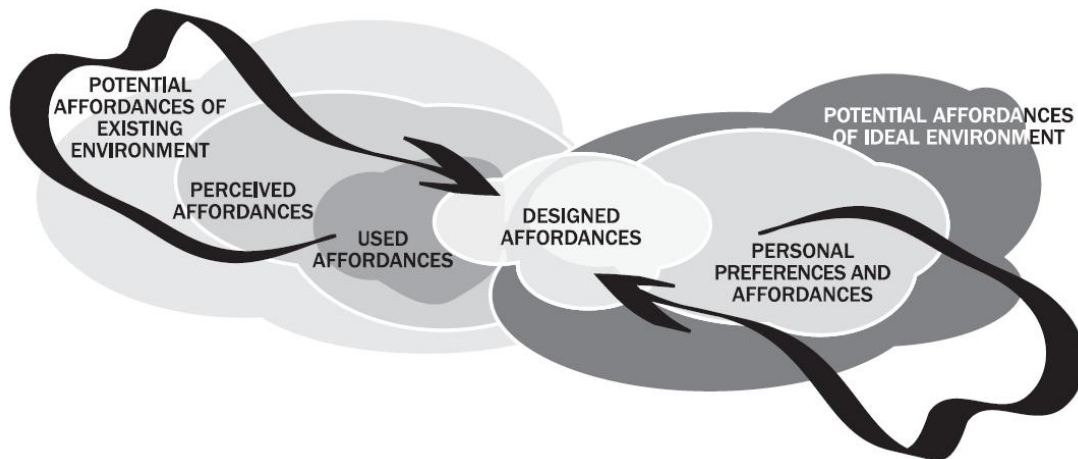 POTENTIAL
AFFORDANCES OF
EXISTING
ENVIRONMENT
PERCEIVED
AFFORDANCES
USED
AFFORDANCES
DESIGNED
AFFORDANCES
PERSONAL
PREFERENCES AND
AFFORDANCES
POTENTIAL AFFORDANCES
OF IDEAL ENVIRONMENT